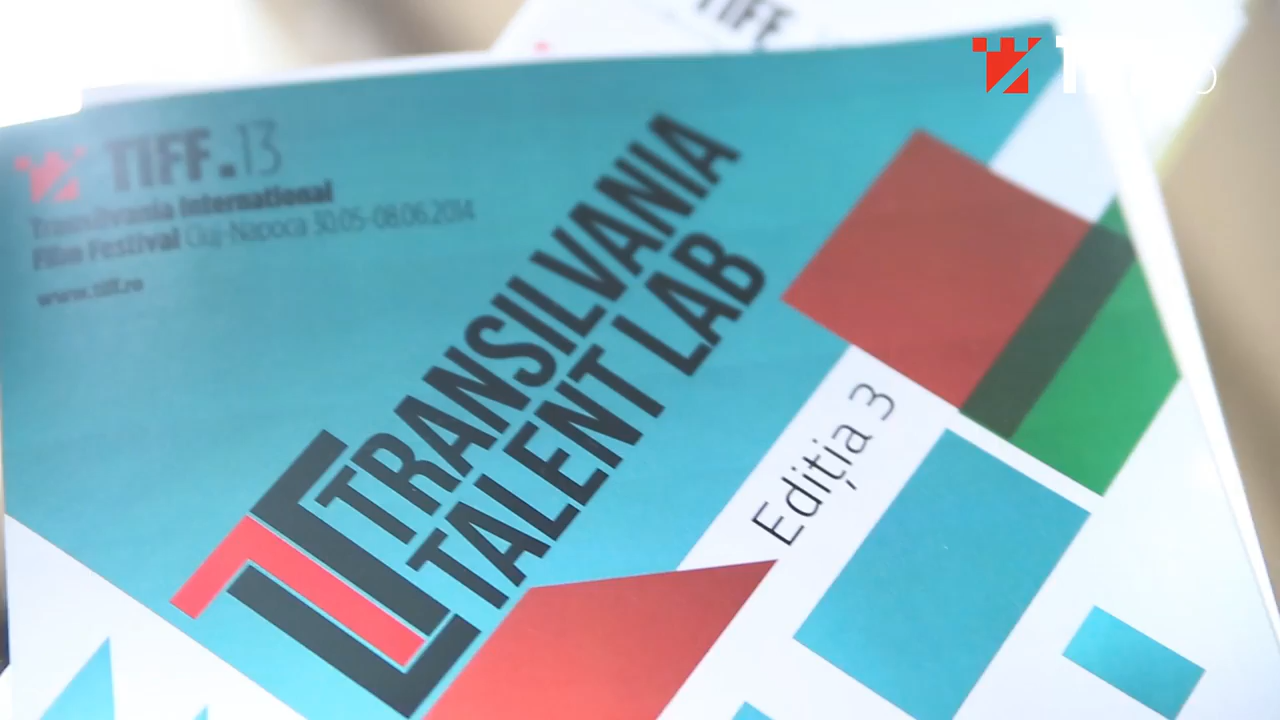 TIFF
TIFF.13
Transilvania International
Film Festival Cluj-Napoca 30.05-08.06.2014
www.tiff.ro
TRANSILVANIA
TALENT LAB
Ediția 3